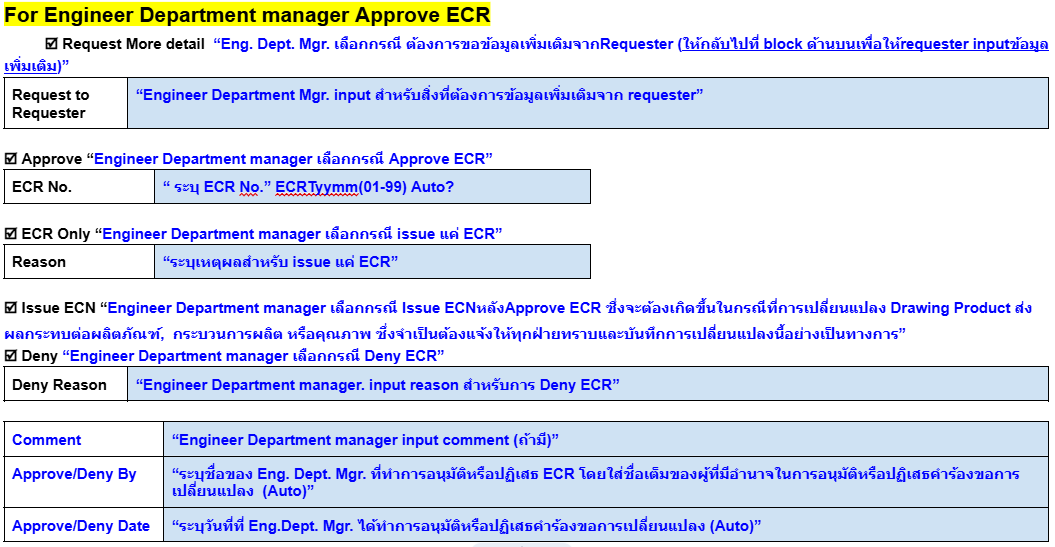 For Engineer Department manager Approve ECR
☑ Request More detail “Eng. Dept. Mgr. เลือกกรณี ต้องการขอข้อมูลเพิ่มเติมจากRequester (ให้กลับไปที่ block ด้านบนเพื่อให้requester inputข้อมูล
เพิ่มเติม)”
Request to
Requester
“Engineer Department Mgr. input สำหรับสิ่งที่ต้องการข้อมูลเพิ่มเติมจาก requester”
☑ Approve “Engineer Department manager เลือกกรณี Approve ECR”
ECR No.
“ ระบุ ECR No.” ECRTyymm(01-99) Auto?
☑ ECR Only “Engineer Department manager เลือกกรณี issue แค่ ECR”
Reason
“ระบุเหตุผลสำหรับ issue แค่ ECR”
☑ Issue ECN “Engineer Department manager เลือกกรณี Issue ECNหลังApprove ECR ซึ่งจะต้องเกิดขึ้นในกรณีที่การเปลี่ยนแปลง Drawing Product ส่ง
ผลกระทบต่อผลิตภัณฑ์, กระบวนการผลิต หรือคุณภาพ ซึ่งจำเป็นต้องแจ้งให้ทุกฝ่ายทราบและบันทึกการเปลี่ยนแปลงนี้อย่างเป็นทางการ”
☑ Deny “Engineer Department manager เลือกกรณี Deny ECR”
Deny Reason
“Engineer Department manager. input reason สำหรับการ Deny ECR”
Comment
“Engineer Department manager input comment (ถ้ามี)”
Approve/Deny By
“ระบุชื่อของ Eng. Dept. Mgr. ที่ทำการอนุมัติหรือปฏิเสธ ECR โดยใส่ชื่อเต็มของผู้ที่มีอำนาจในการอนุมัติหรือปฏิเสธคำร้องขอการ
เปลี่ยนแปลง (Auto)”
Approve/Deny Date
“ระบุวันที่ที่ Eng.Dept. Mgr. ได้ทำการอนุมัติหรือปฏิเสธคำร้องขอการเปลี่ยนแปลง (Auto)”